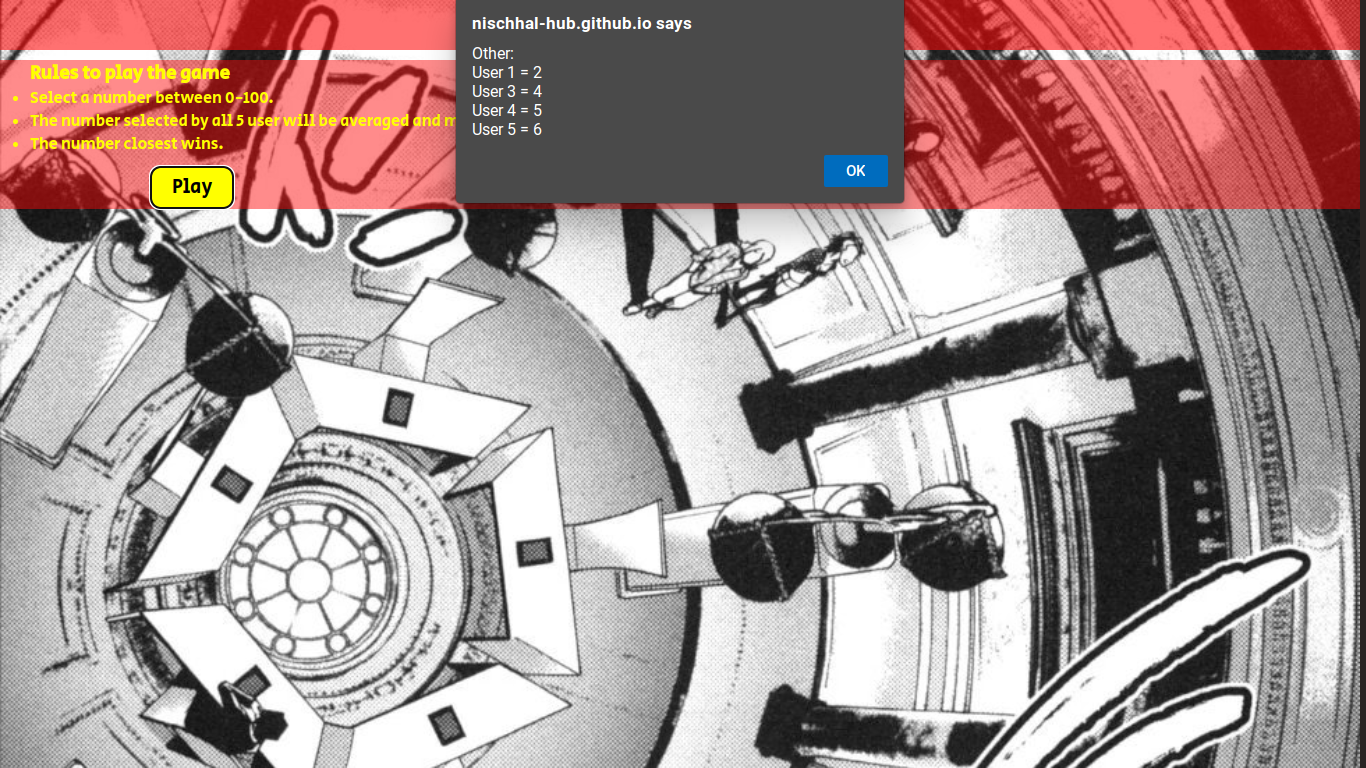 nischhal-hub.github.io says
Other:
User 1 = 2
User 3 = 4
User 4 = 5
User 5 = 6
OK
Rules to play the game
Select a number between 0-100.
The number selected by all 5 user will be averaged and
The number closest wins.
Play